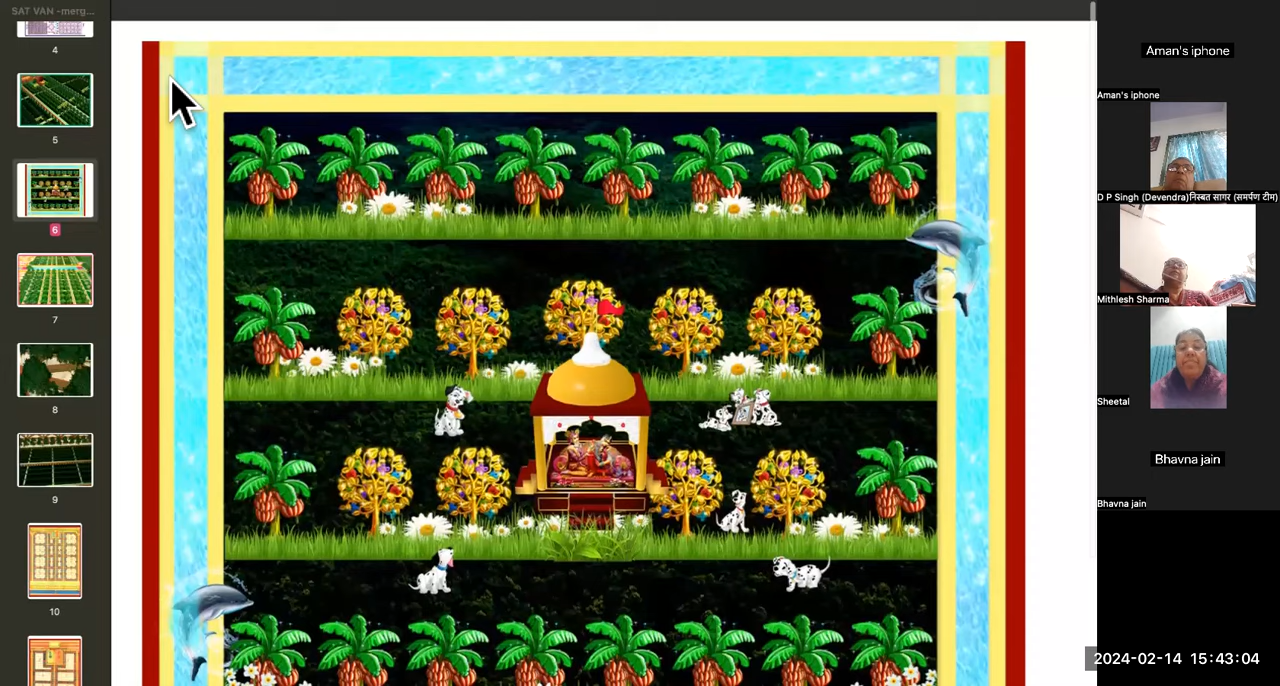 SAT VAN -merg...
4
5
6
7
8
9
10
Aman's iphone
Aman's iphone
D P Singh (Devendra)निस्बत सागर (समर्पण टीम)
Mithlesh Sharma
Sheetal
Bhavna jain
Bhavna jain
2024-02-14 15:43:04